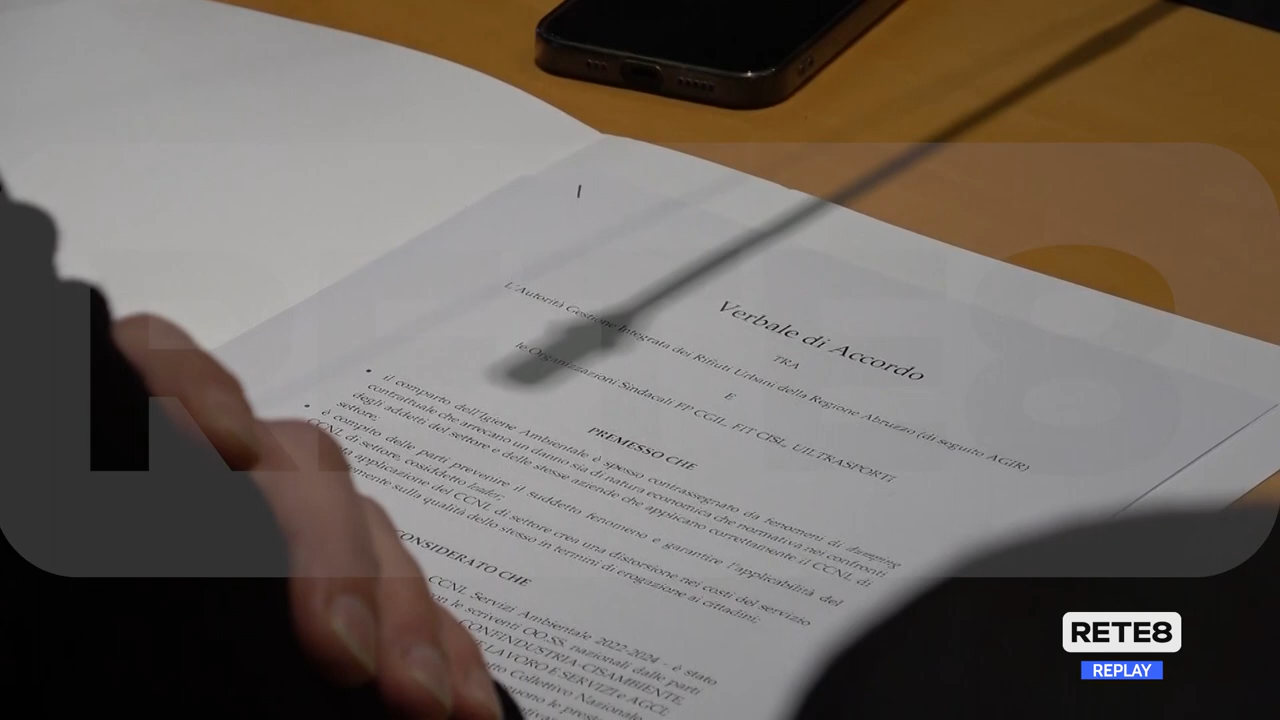 Verbale di Accordo
TRA
L'Autorità Gestione Integrata dei Rifiuti Urbani della Regione Abruzzo (di seguito AGIR)
E
le Organizzazioni Sindacali FP CGIL, FIT CISL, UILTRASPORTI
PREMESSO CHE
• il comparto dell'Igiene Ambientale è spesso contrassegnato da fenomeni di dumping
contrattuale che arrecano un danno sia di natura economica che normativa nei confronti
degli addetti del settore e delle stesse aziende che applicano correttamente il CCNL di
settore,
• è compito delle parti prevenire il suddetto fenomeno e garantire l'applicabilità del
CCNL di settore, cosiddetto leader;
applicazione del CCNL di settore crea una distorsione nei costi del servizio
sulla qualità dello stesso in termini di erogazione ai cittadini;
CONSIDERATO CHE
CCNL Servizi Ambientale 2022-2024 - è stato
le scriventi OO.SS. nazionali dalle parti
CONFINDUSTRIA-CISAMBIENTE,
LAVORO E SERVIZI e AGCI;
Collettivo Nazionale
RETE8
RETE8
REPLAY